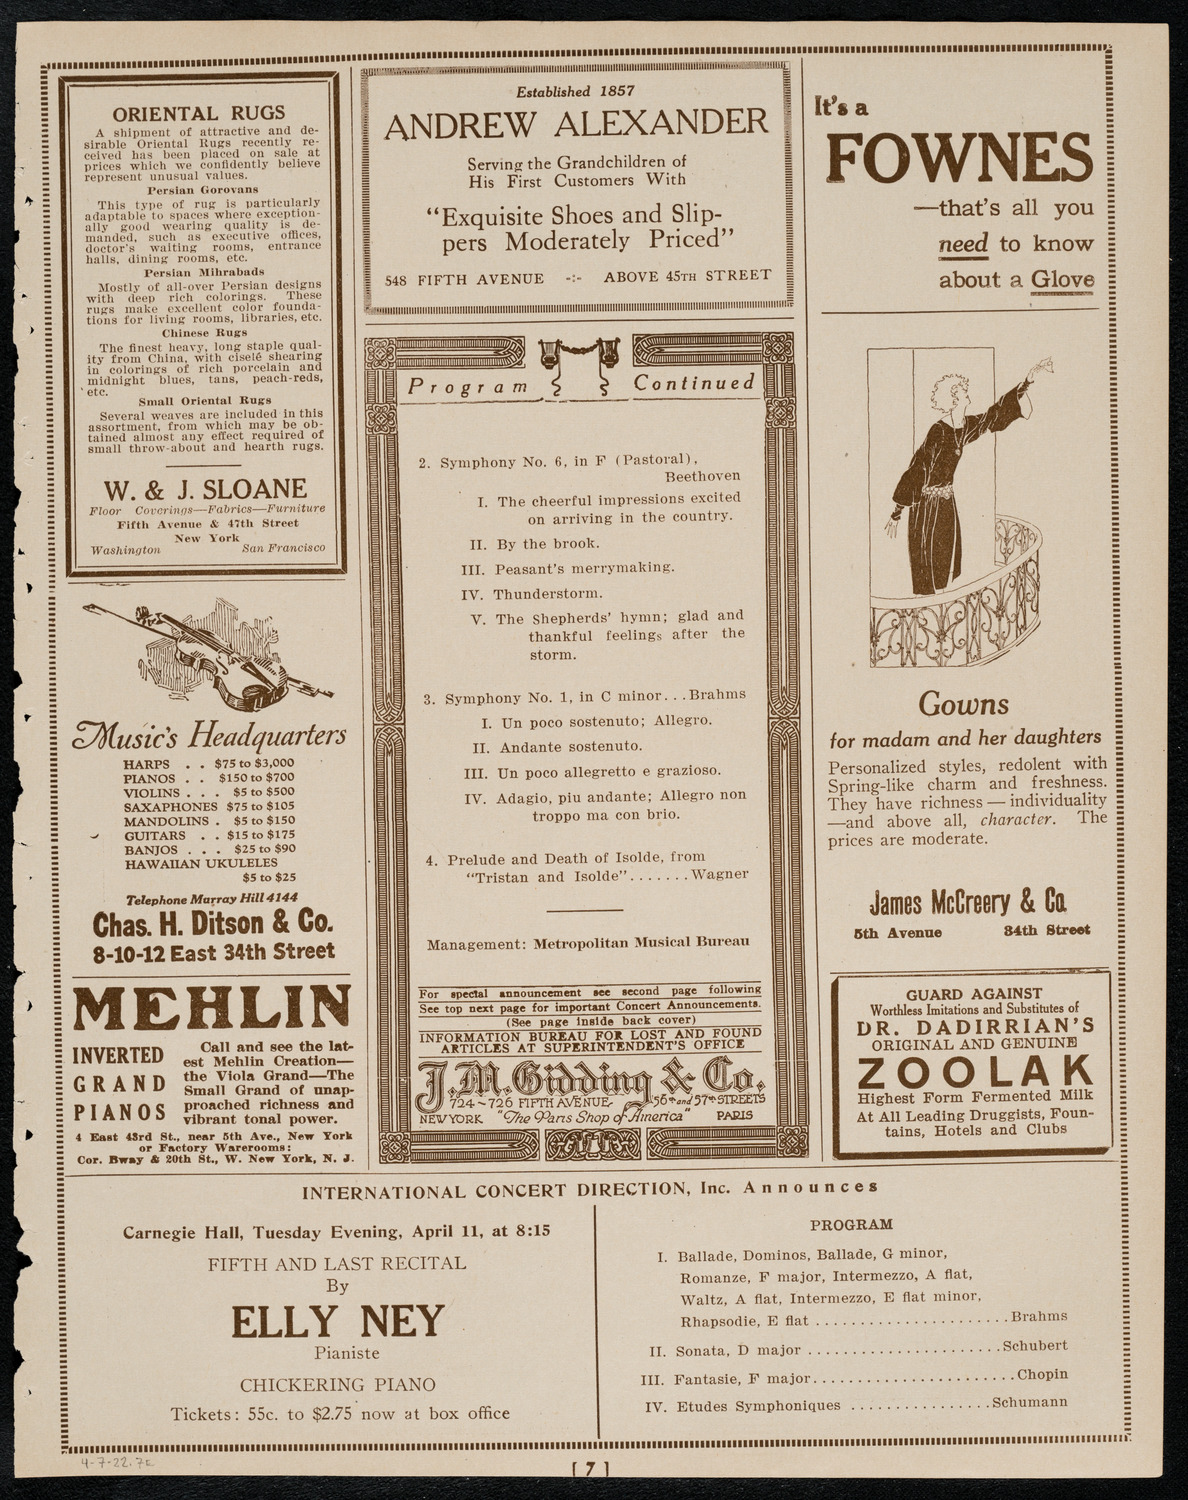 ORIENTAL RUGS
A shipment of attractive and de-
sirable Oriental Rugs recently re-
ceived has been placed on sale at
prices which we confidently believe
represent unusual values.
Persian Gorovans
This type of rug is particularly
adaptable to spaces where exception-
ally good wearing quality is de-
manded, such as executive offices,
doctor's waiting rooms, entrance
halls, dining rooms, etc.
Persian Mihrabads
Mostly of all-over Persian designs
with deep rich colorings. These
rugs make excellent color founda-
tions for living rooms, libraries, etc.
Chinese Rugs
The finest heavy, long staple qual-
ity from China, with ciselé shearing
in colorings of rich porcelain and
midnight blues, tans, peach-reds,
etc.
Small Oriental Rugs
Several weaves are included in this
assortment, from which may be ob-
tained almost any effect required of
small throw-about and hearth rugs.
W. & J. SLOANE
Floor Coverings—Fabrics—Furniture
Fifth Avenue & 47th Street
New York
Washington San Francisco
Music's Headquarters
HARPS . . $75 to $3,000
PIANOS . . $150 to $700
VIOLINS . . . $5 to $500
SAXAPHONES $75 to $105
MANDOLINS . $5 to $150
GUITARS . . $15 to $175
BANJOS . . . $25 to $90
HAWAIIAN UKULELES
$5 to $25
Telephone Murray Hill 4144
Chas. H. Ditson & Co.
8-10-12 East 34th Street
MEHLIN
INVERTED
GRAND
PIANOS
Call and see the lat-
est Mehlin Creation—
the Viola Grand—The
Small Grand of unap-
proached richness and
vibrant tonal power.
4 East 43rd St., near 5th Ave., New York
or Factory Warerooms:
Cor. Bway & 20th St., W. New York, N. J.
Established 1857
ANDREW ALEXANDER
Serving the Grandchildren of
His First Customers With
"Exquisite Shoes and Slip-
pers Moderately Priced"
548 FIFTH AVENUE -:- ABOVE 45TH STREET
Program Continued
2. Symphony No. 6, in F (Pastoral),
Beethoven
I. The cheerful impressions excited
on arriving in the country.
II. By the brook.
III. Peasant's merrymaking.
IV. Thunderstorm.
V. The Shepherds' hymn; glad and
thankful feelings after the
storm.
3. Symphony No. 1, in C minor...Brahms
I. Un poco sostenuto; Allegro.
II. Andante sostenuto.
III. Un poco allegretto e grazioso.
IV. Adagio, piu andante; Allegro non
troppo ma con brio.
4. Prelude and Death of Isolde, from
"Tristan and Isolde".......Wagner
Management: Metropolitan Musical Bureau
For special announcement see second page following
See top next page for important Concert Announcements.
(See page inside back cover)
INFORMATION BUREAU FOR LOST AND FOUND
ARTICLES AT SUPERINTENDENT'S OFFICE
J.M. Gidding & Co.
724-726 FIFTH AVENUE- 56th and 57th STREETS
NEW YORK "The Paris Shop of America" PARIS
It's a
FOWNES
—that's all you
need to know
about a Glove
Gowns
for madam and her daughters
Personalized styles, redolent with
Spring-like charm and freshness.
They have richness — individuality
—and above all, character. The
prices are moderate.
James McCreery & Co.
5th Avenue 34th Street
GUARD AGAINST
Worthless Imitations and Substitutes of
DR. DADIRRIAN'S
ORIGINAL AND GENUINE
ZOOLAK
Highest Form Fermented Milk
At All Leading Druggists, Foun-
tains, Hotels and Clubs
INTERNATIONAL CONCERT DIRECTION, Inc. Announces
Carnegie Hall, Tuesday Evening, April 11, at 8:15
FIFTH AND LAST RECITAL
By
ELLY NEY
Pianiste
CHICKERING PIANO
Tickets: 55c. to $2.75 now at box office
PROGRAM
I. Ballade, Dominos, Ballade, G minor,
Romanze, F major, Intermezzo, A flat,
Waltz, A flat, Intermezzo, E flat minor,
Rhapsodie, E flat ......................Brahms
II. Sonata, D major ......................Schubert
III. Fantasie, F major.......................Chopin
IV. Etudes Symphoniques ................Schumann
4-7-22.7E
[ 7 ]